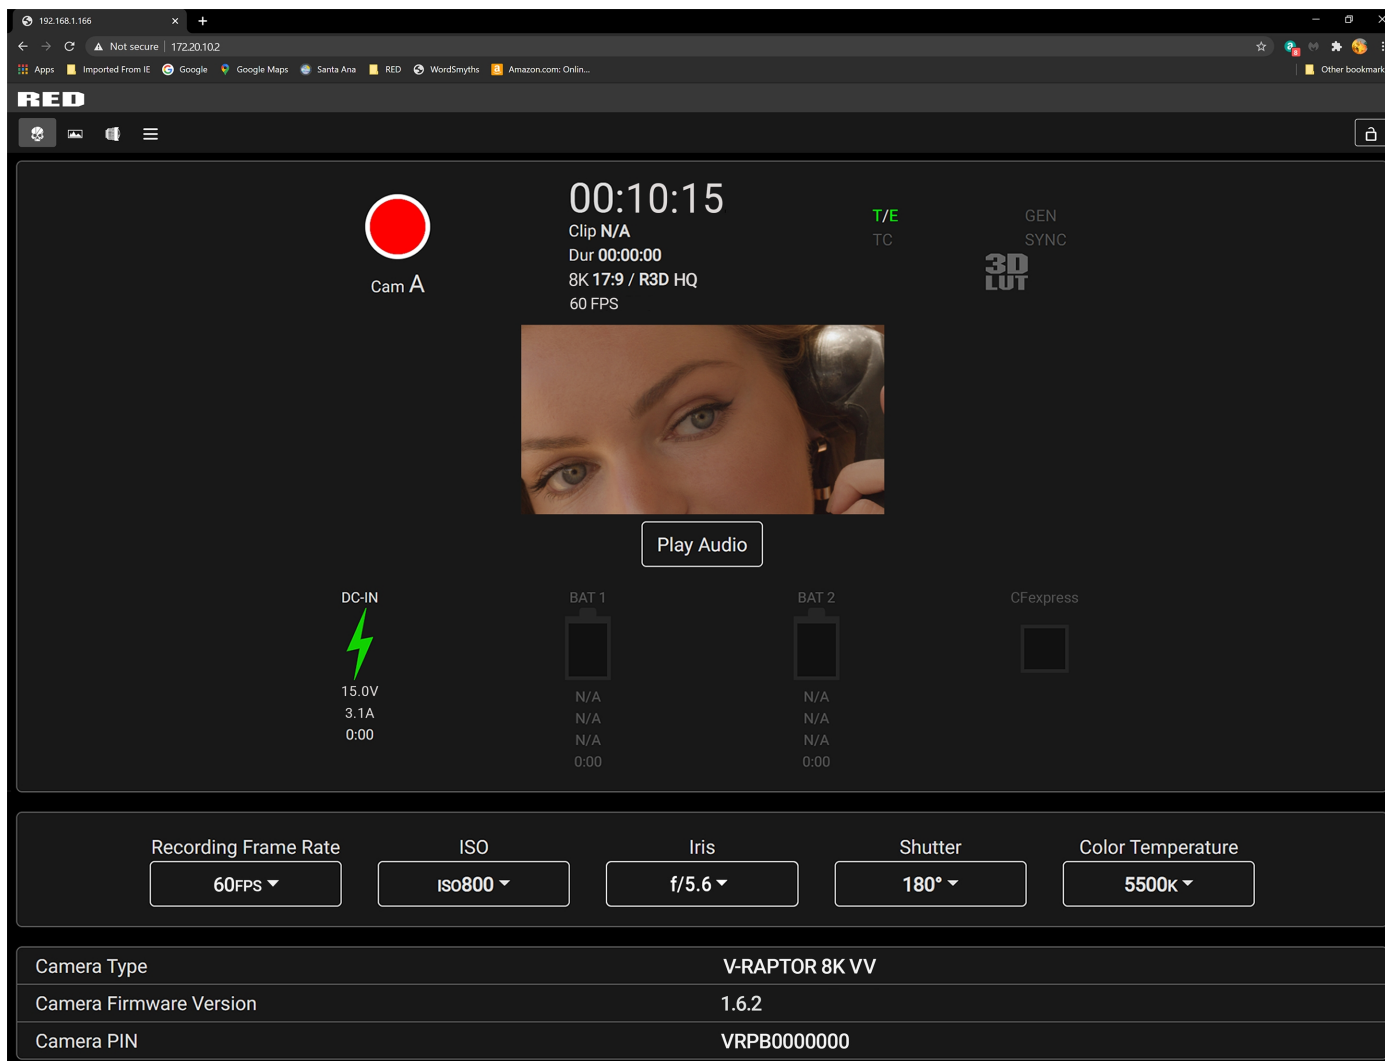 192.168.1.166
Not secure 172.20.10.2
Apps Imported From IE Google Google Maps Santa Ana RED WordSmyths Amazon.com: Onlin... Other bookmark
RED
00:10:15
Clip N/A
Dur 00:00:00
8K 17:9 / R3D HQ
60 FPS
Cam A
T/E GEN
TC SYNC
3D
LUT
Play Audio
DC-IN BAT 1 BAT 2 CFexpress
15.0V N/A N/A
3.1A N/A N/A
0:00 N/A N/A
0:00 0:00
Recording Frame Rate ISO Iris Shutter Color Temperature
60FPS ISO800 f/5.6 180° 5500K
Camera Type V-RAPTOR 8K VV
Camera Firmware Version 1.6.2
Camera PIN VRPB0000000